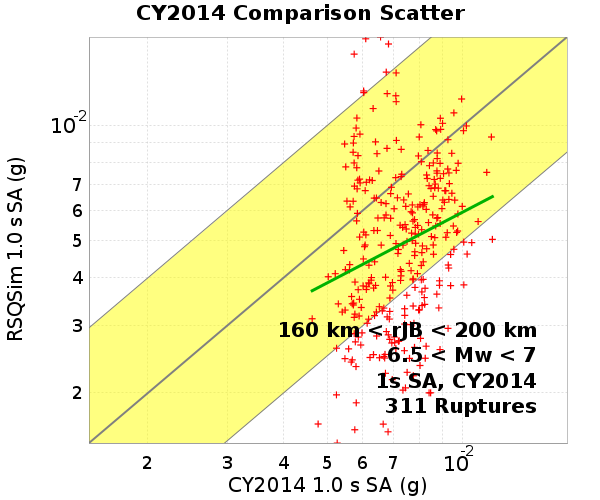 CY2014 Comparison Scatter
RSQSim 1.0 s SA (g)
10-2
7
6
5
4
3
2
160 km < rJB < 200 km
6.5 < Mw < 7
1s SA, CY2014
311 Ruptures
2 3 4 5 6 7 10-2
CY2014 1.0 s SA (g)